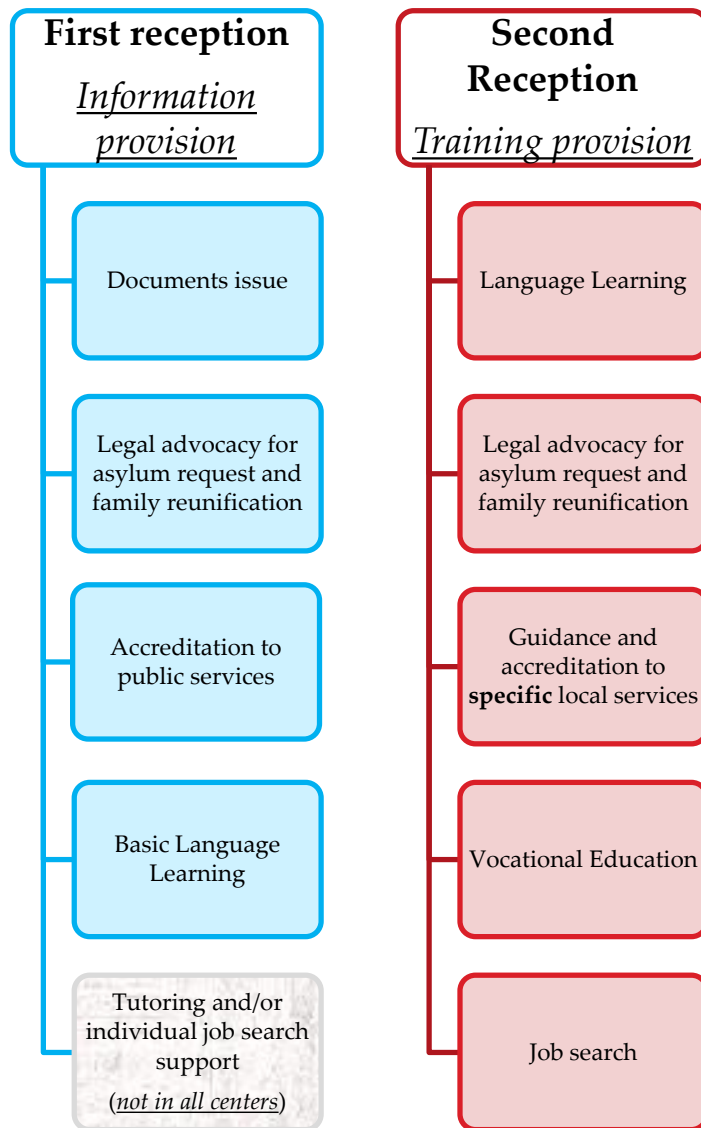 First reception
Information
provision
Documents issue
Legal advocacy for
asylum request and
family reunification
Accreditation to
public services
Basic Language
Learning
Tutoring and/or
individual job search
support
(not in all centers)
Second
Reception
Training provision
Language Learning
Legal advocacy for
asylum request and
family reunification
Guidance and
accreditation to
specific local services
Vocational Education
Job search